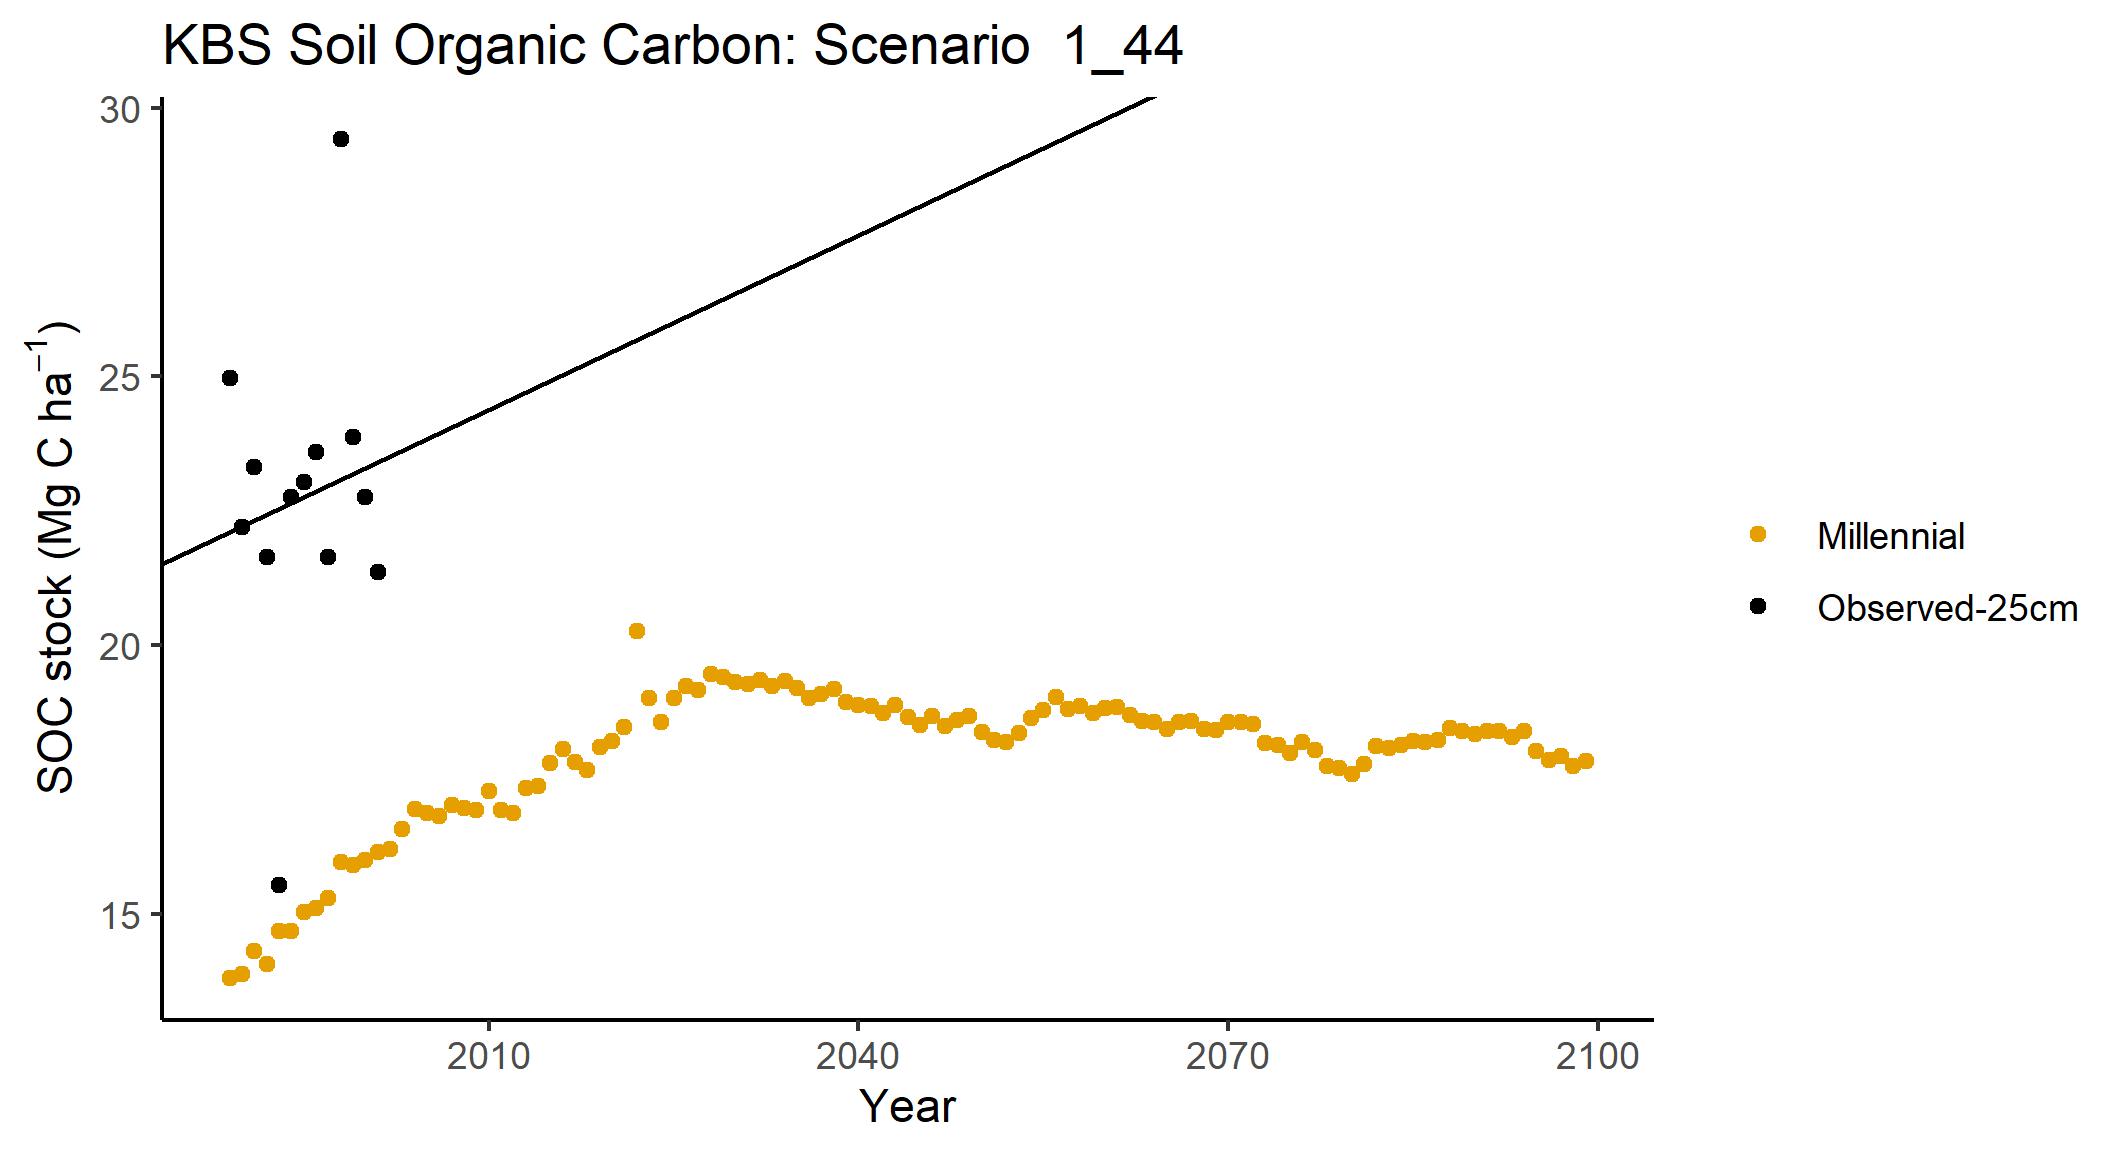 KBS Soil Organic Carbon: Scenario  1_44
SOC stock (Mg C ha⁻¹)
30
25
20
15
2010
2040
2070
2100
Year
Millennial
Observed-25cm